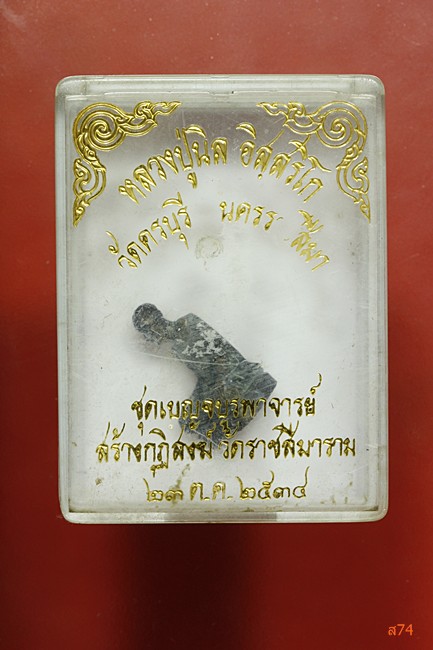 หลวงปู่นิล อิสฺสริโก
วัดครบุรี นครราชสีมา
ชุดเบญจบูรพาจารย์
สร้างกุฏิสงฆ์ วัดราชสีมาราม
๒๓ ต.ค. ๒๕๓๔
ส74